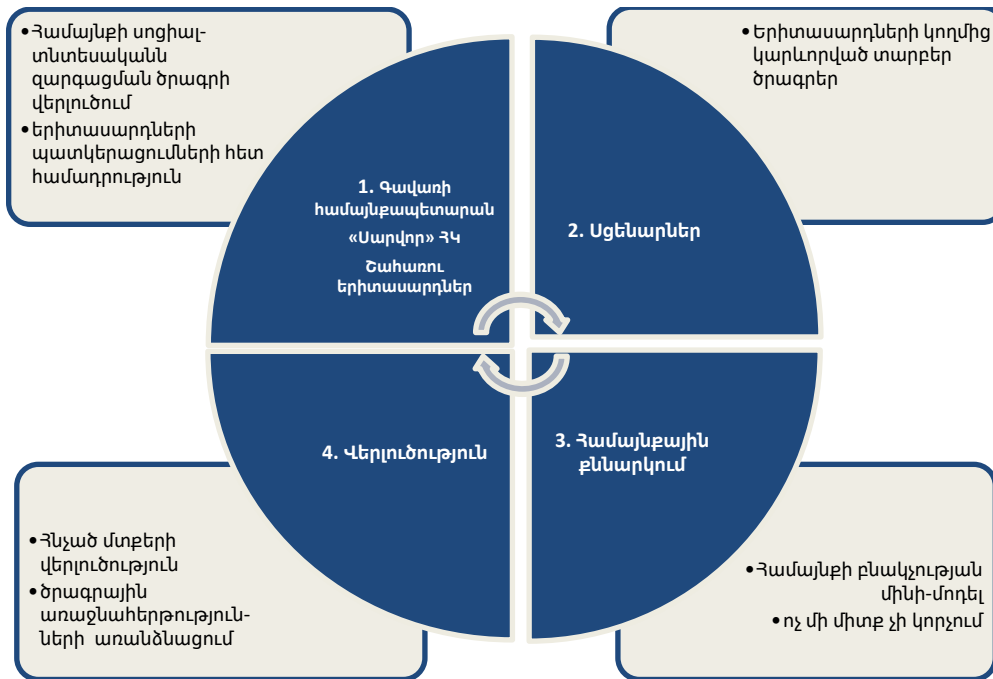 •Համայնքի սոցիալ-
տնտեսականն
զարգացման ծրագրի
վերլուծում
•երիտասարդների
պատկերացումների հետ
համադրություն
•Երիտասարդների կողմից
կարևորված տարբեր
ծրագրեր
1. Գավառի
համայնքապետարան
«Սարվոր» ՀԿ
Շահառու
երիտասարդներ
2. Սցենարներ
4. Վերլուծություն
3. Համայնքային
քննարկում
•Հնչած մտքերի
վերլուծություն
•ծրագրային
առաջնահերթություն-
ների առանձնացում
•Համայնքի բնակչության
մինի-մոդել
•ոչ մի միտք չի կորչում